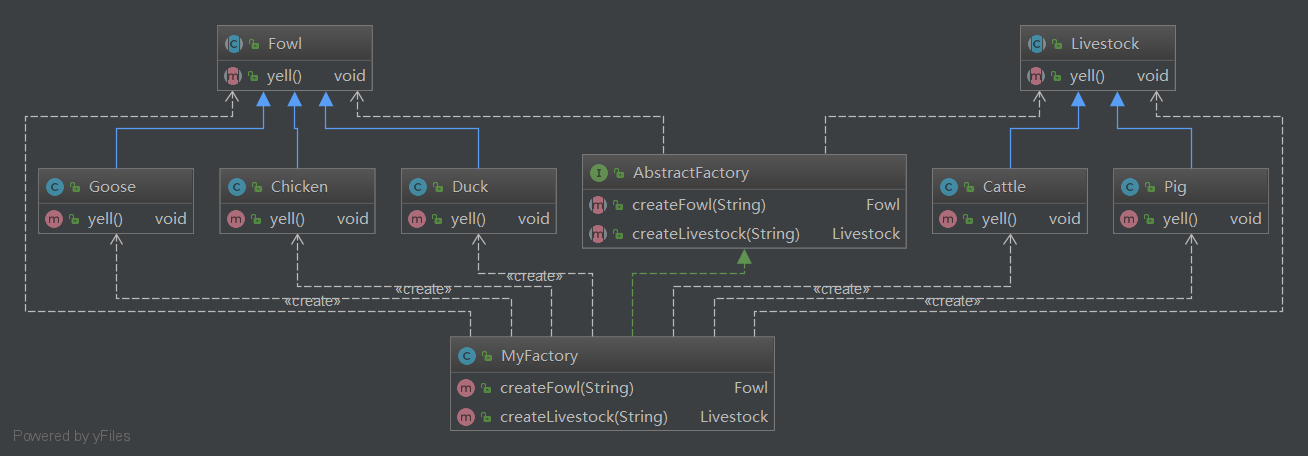 Fowl
yell() void
Livestock
yell() void
Goose
yell() void
Chicken
yell() void
Duck
yell() void
AbstractFactory
createFowl(String) Fowl
createLivestock(String) Livestock
Cattle
yell() void
Pig
yell() void
«create»
«create»
«create»
«create»
«create»
MyFactory
createFowl(String) Fowl
createLivestock(String) Livestock
Powered by yFiles